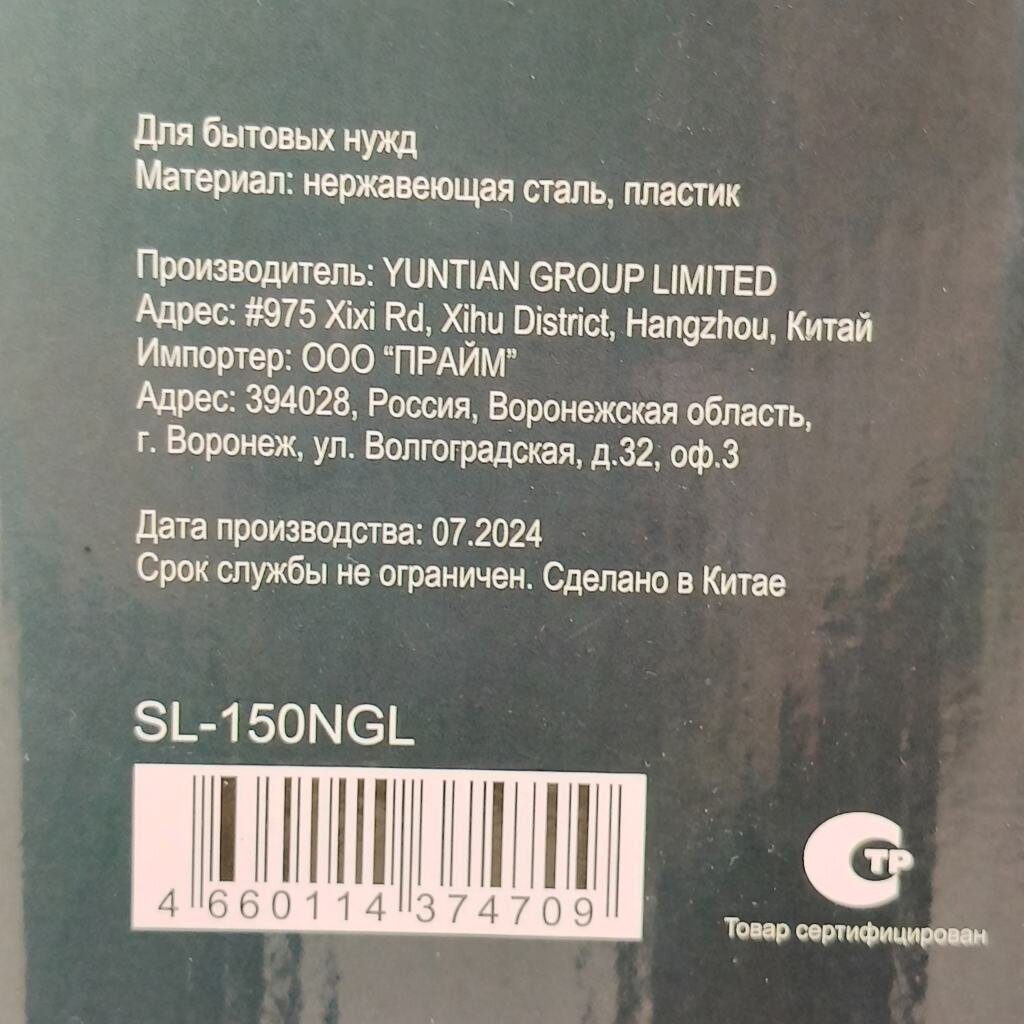 Для бытовых нужд
Материал: нержавеющая сталь, пластик
Производитель: YUNTIAN GROUP LIMITED
Адрес: #975 Xixi Rd, Xihu District, Hangzhou, Китай
Импортер: ООО “ПРАЙМ”
Адрес: 394028, Россия, Воронежская область,
г. Воронеж, ул. Волгоградская, д.32, оф.3
Дата производства: 07.2024
Срок службы не ограничен. Сделано в Китае
SL-150NGL
4 660114 374709
СТР
Товар сертифицирован